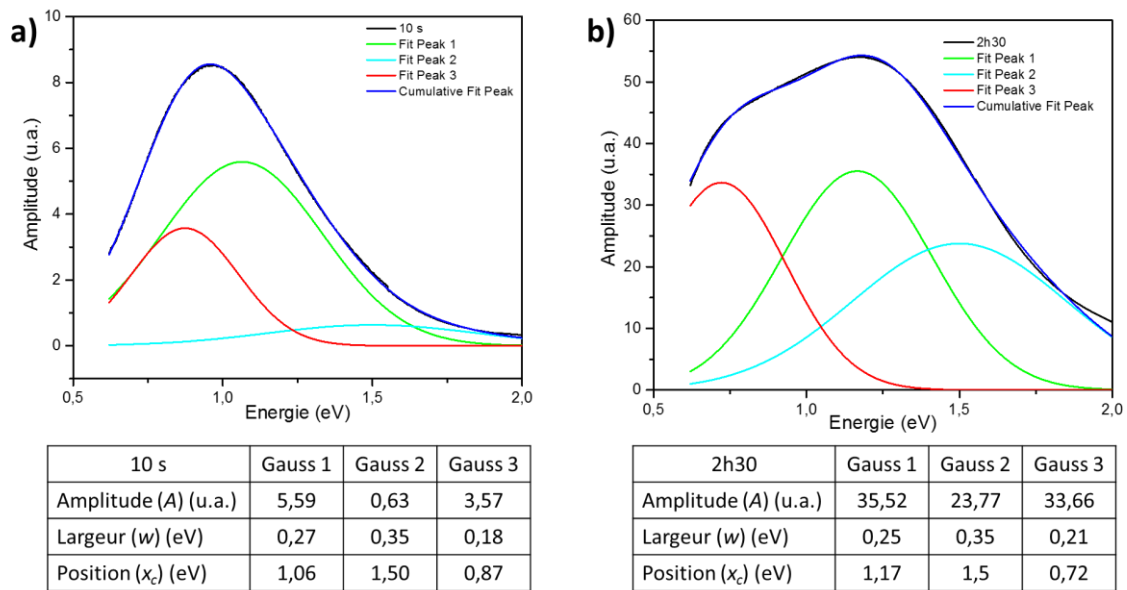 a)
10
8
6
4
2
0
Amplitude (u.a.)
10 s
Fit Peak 1
Fit Peak 2
Fit Peak 3
Cumulative Fit Peak
0,5 1,0 1,5 2,0
Energie (eV)
10 s Gauss 1 Gauss 2 Gauss 3
Amplitude (A) (u.a.) 5,59 0,63 3,57
Largeur (w) (eV) 0,27 0,35 0,18
Position (xc) (eV) 1,06 1,50 0,87
b)
60
50
40
30
20
10
0
Amplitude (u.a.)
2h30
Fit Peak 1
Fit Peak 2
Fit Peak 3
Cumulative Fit Peak
0,5 1,0 1,5 2,0
Energie (eV)
2h30 Gauss 1 Gauss 2 Gauss 3
Amplitude (A) (u.a.) 35,52 23,77 33,66
Largeur (w) (eV) 0,25 0,35 0,21
Position (xc) (eV) 1,17 1,5 0,72